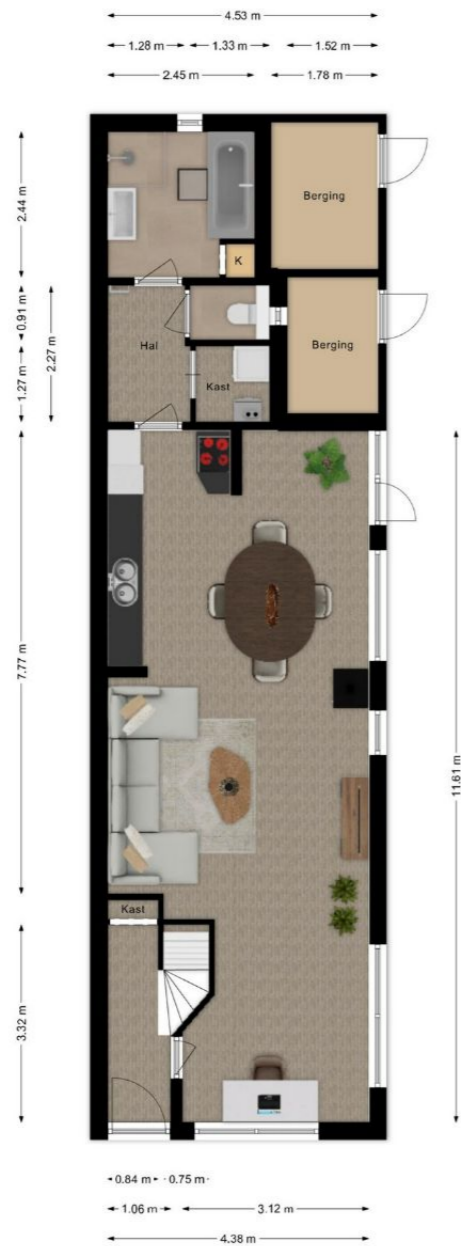 4.53 m
1.28 m
1.33 m
1.52 m
2.45 m
1.78 m
2.44 m
Berging
K
0.91 m
2.27 m
Hal
Berging
1.27 m
Kast
7.77 m
11.61 m
Kast
3.32 m
0.84 m
0.75 m
1.06 m
3.12 m
4.38 m